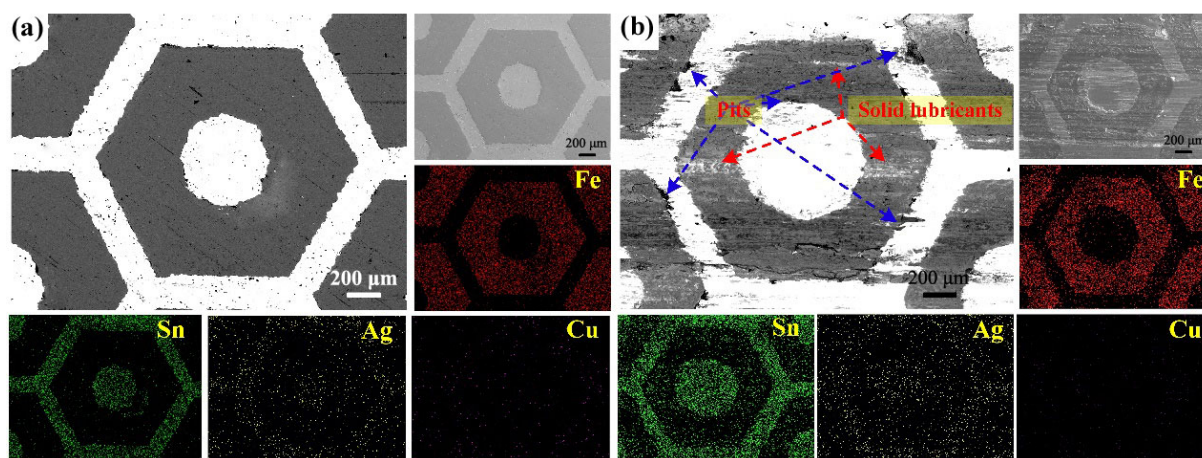 (a)
200 µm
200 µm
Fe
Sn
Ag
Cu
(b)
Pits
Solid lubricants
200 µm
200 µm
Fe
Sn
Ag
Cu